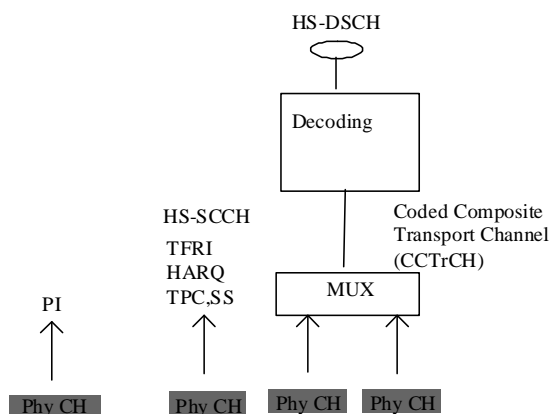 HS-DSCH
Decoding
HS-SCCH
TFRI
HARQ
TPC,SS
Coded Composite
Transport Channel
(CCTrCH)
MUX
PI
Phy CH
Phy CH
Phy CH
Phy CH